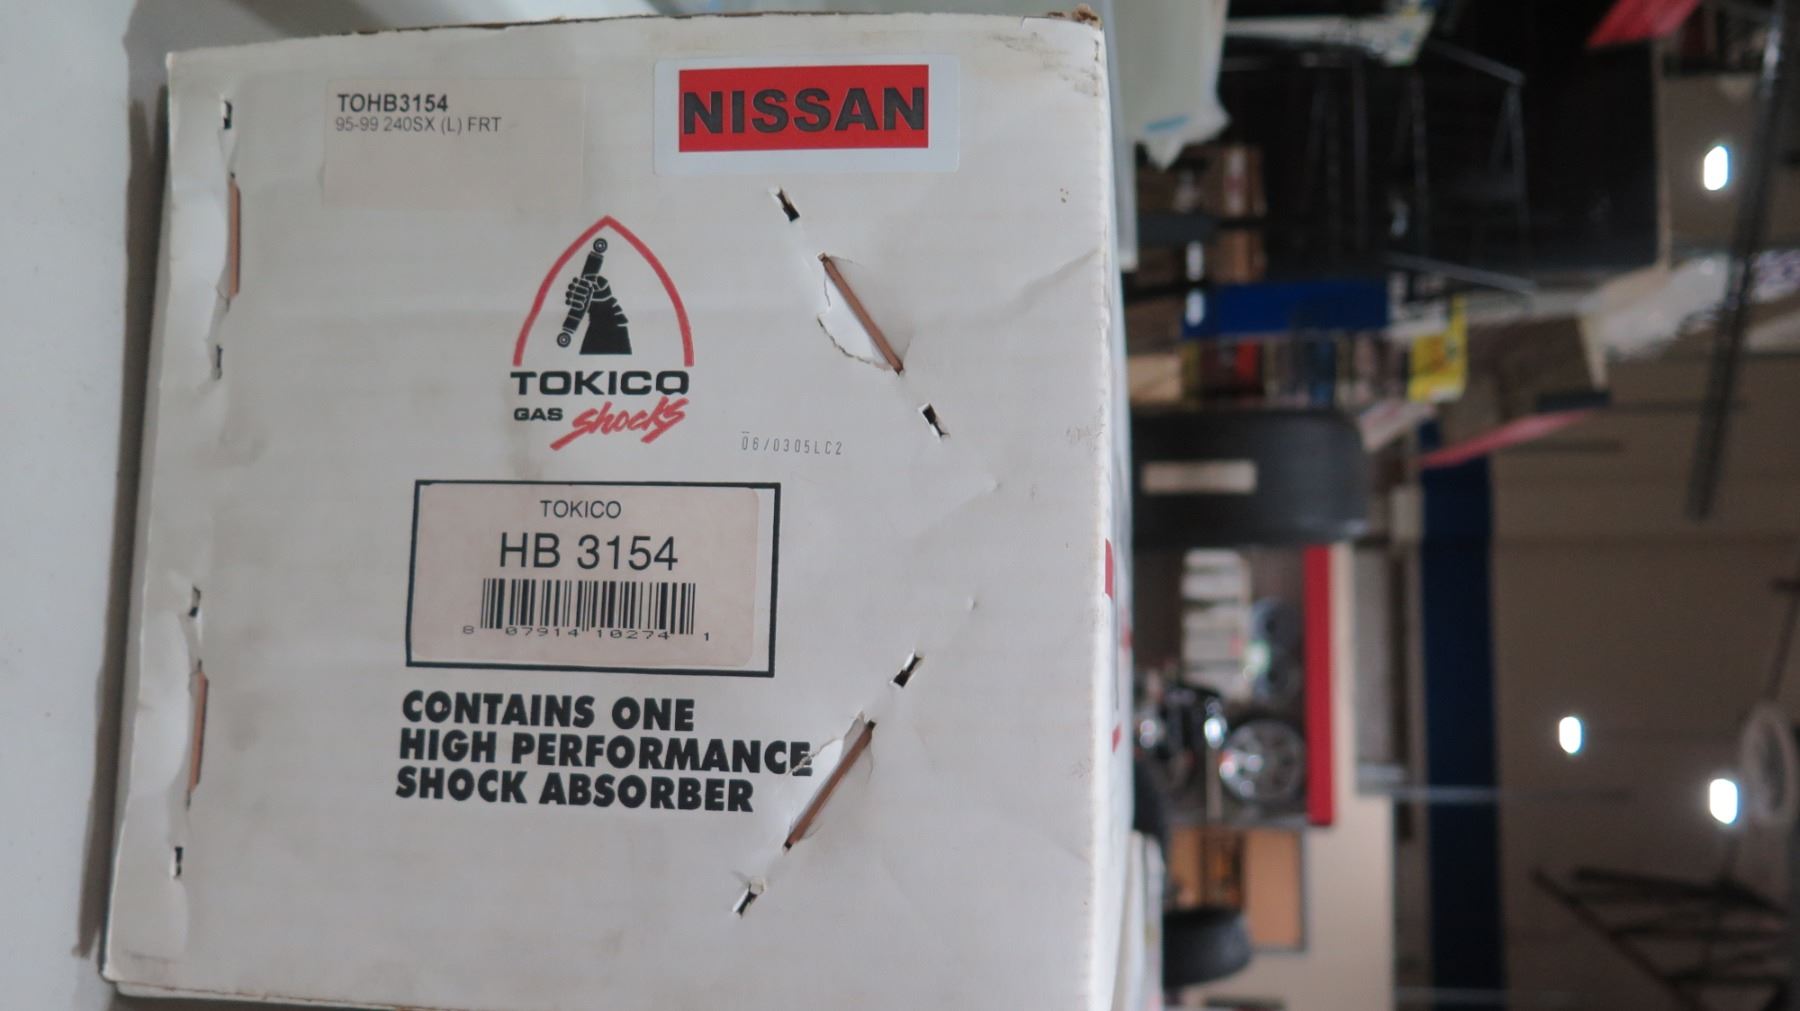 TOHB3154
95-99 240SX (L) FRT
NISSAN
TOKICO
GAS Shocks
06/0305LC2
TOKICO
HB 3154
8 07914 10274 1
CONTAINS ONE
HIGH PERFORMANCE
SHOCK ABSORBER